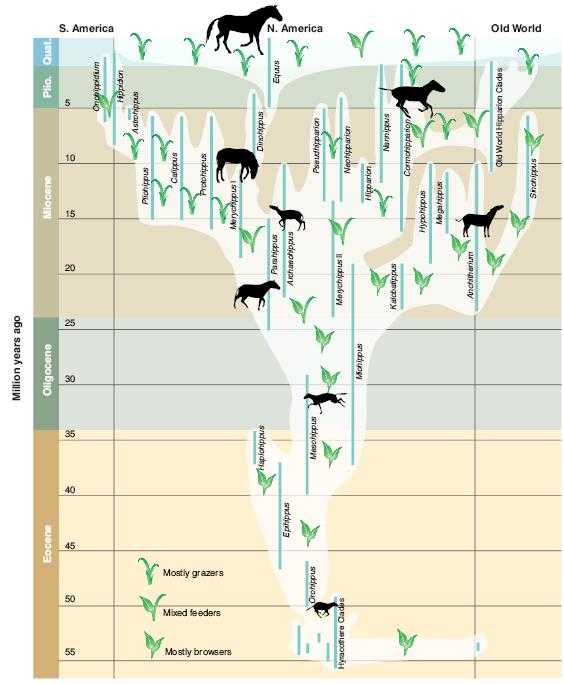 S. America
N. America
Old World
Million years ago
Quat.
Plio.
Miocene
Oligocene
Eocene
5
10
15
20
25
30
35
40
45
50
55
Onohippidium
Hippidion
Astrohippus
Pliohippus
Calippus
Protohippus
Merychippus I
Equus
Dinohippus
Parahippus
Archaeohippus
Pseudhipparion
Neohipparion
Hipparion
Merychippus II
Nannippus
Cormohipparion
Hypohippus
Megahippus
Kalobatippus
Anchitherium
Old World Hipparion Clades
Sinohippus
Miohippus
Mesohippus
Haplohippus
Epihippus
Orohippus
Hyracothere Clades
Mostly grazers
Mixed feeders
Mostly browsers